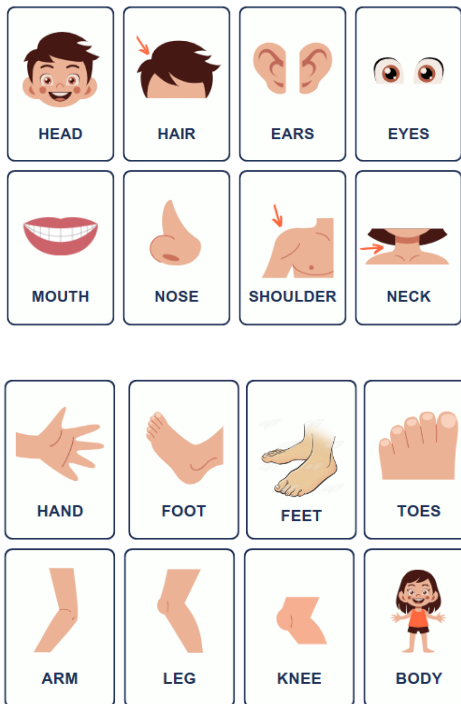 HEAD
HAIR
EARS
EYES
MOUTH
NOSE
SHOULDER
NECK
HAND
FOOT
FEET
TOES
ARM
LEG
KNEE
BODY